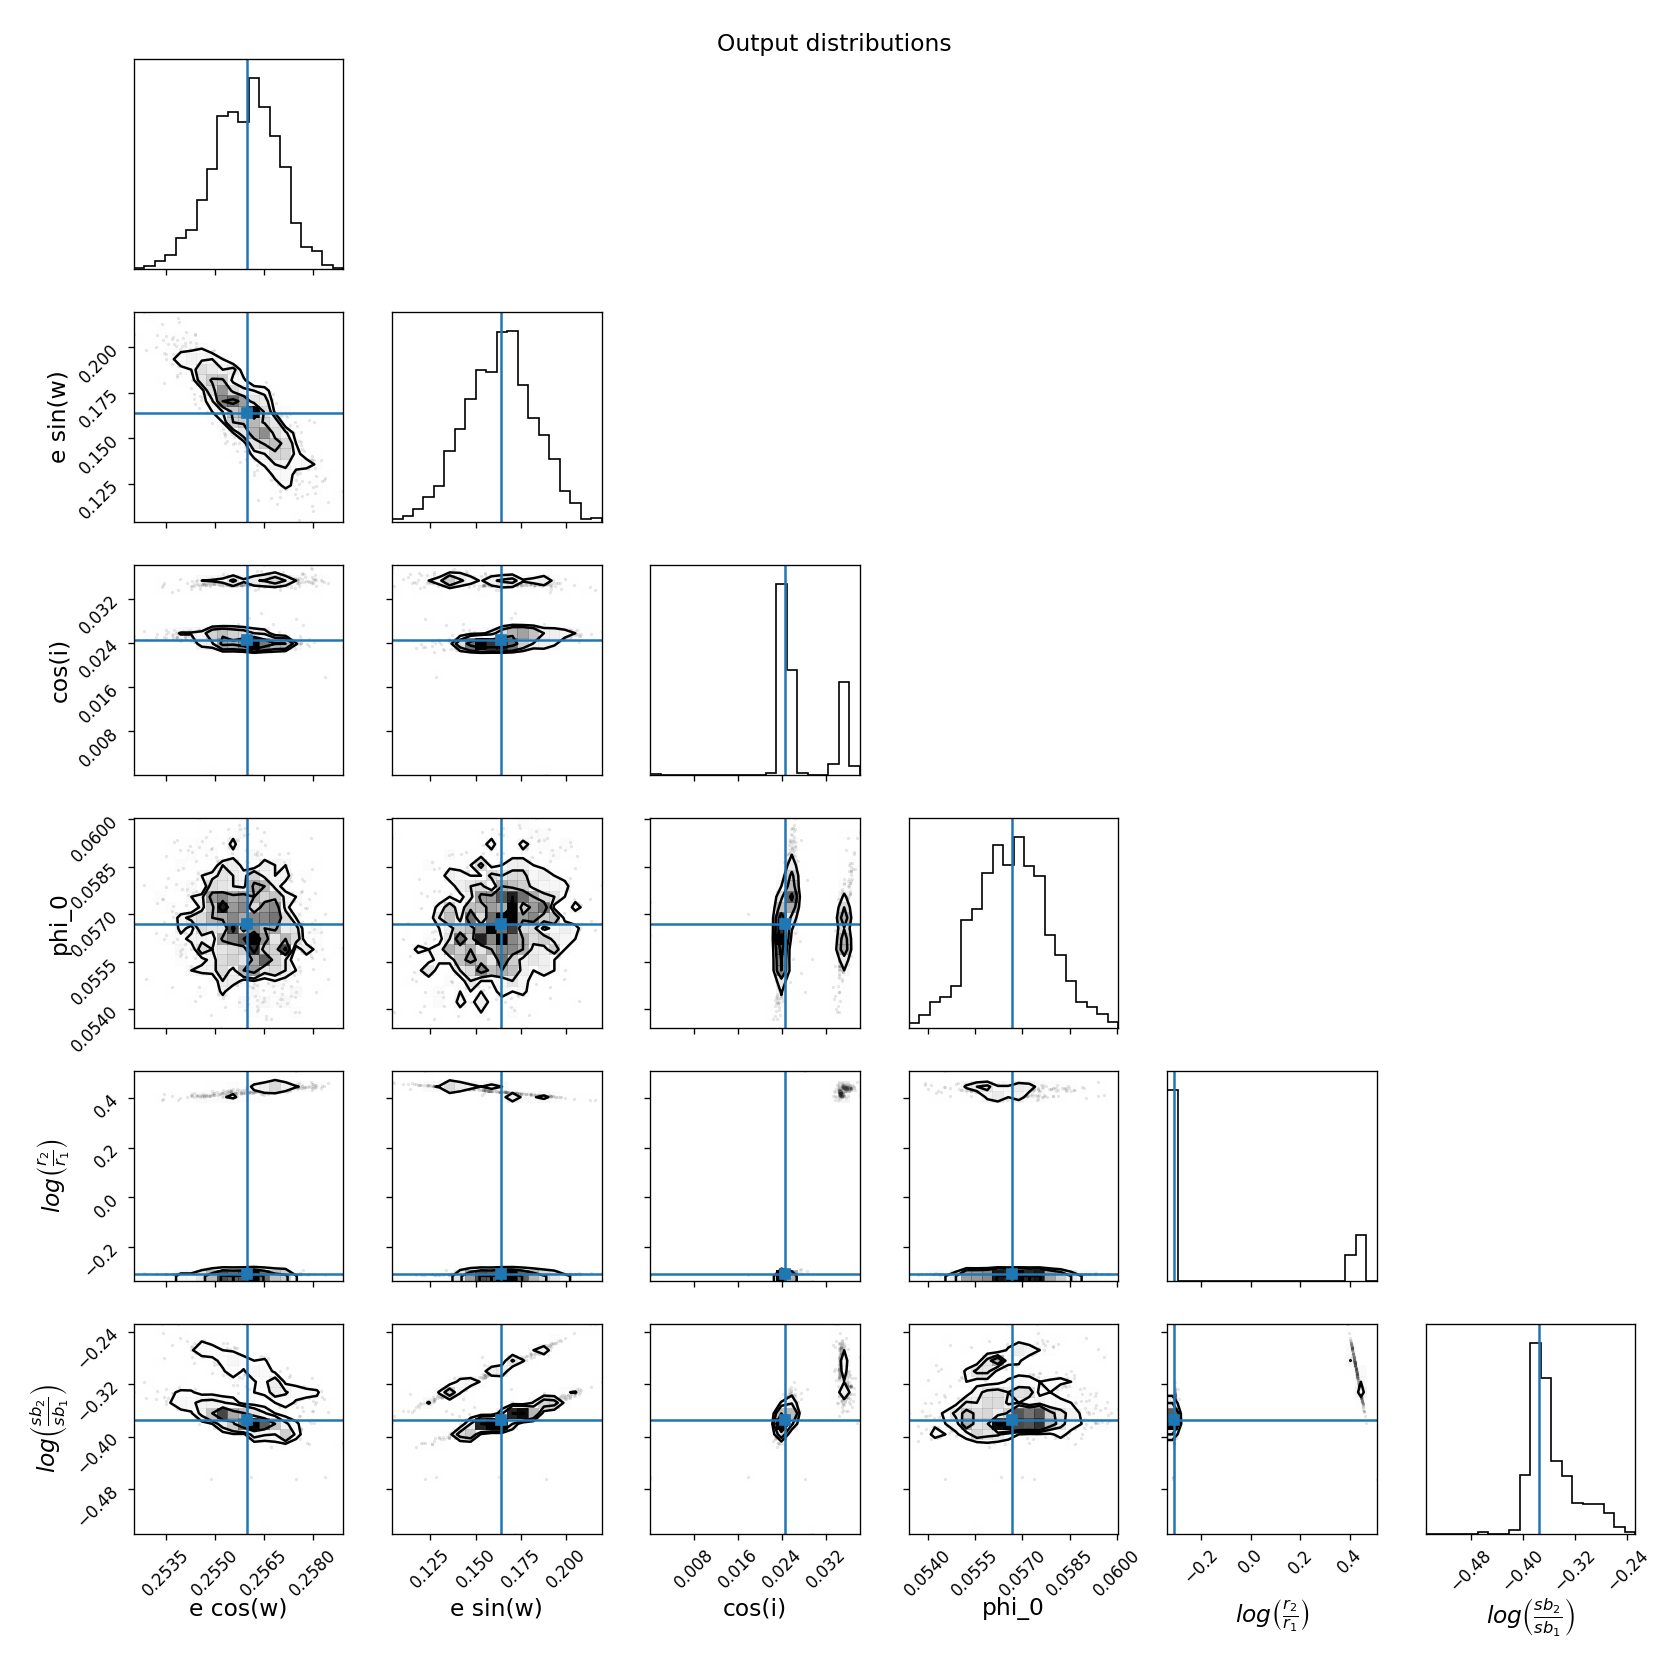 Output distributions
e sin(w)
0.200
0.175
0.150
0.125
cos(i)
0.032
0.024
0.016
0.008
phi_0
0.0600
0.0585
0.0570
0.0555
0.0540
log(r2/r1)
0.4
0.2
0.0
−0.2
log(sb2/sb1)
−0.24
−0.32
−0.40
−0.48
0.2535 0.2550 0.2565 0.2580 0.125 0.150 0.175 0.200 0.008 0.016 0.024 0.032 0.0540 0.0555 0.0570 0.0585 0.0600 −0.2 0.0 0.2 0.4 −0.48 −0.40 −0.32 −0.24
e cos(w) e sin(w) cos(i) phi_0 log(r2/r1) log(sb2/sb1)